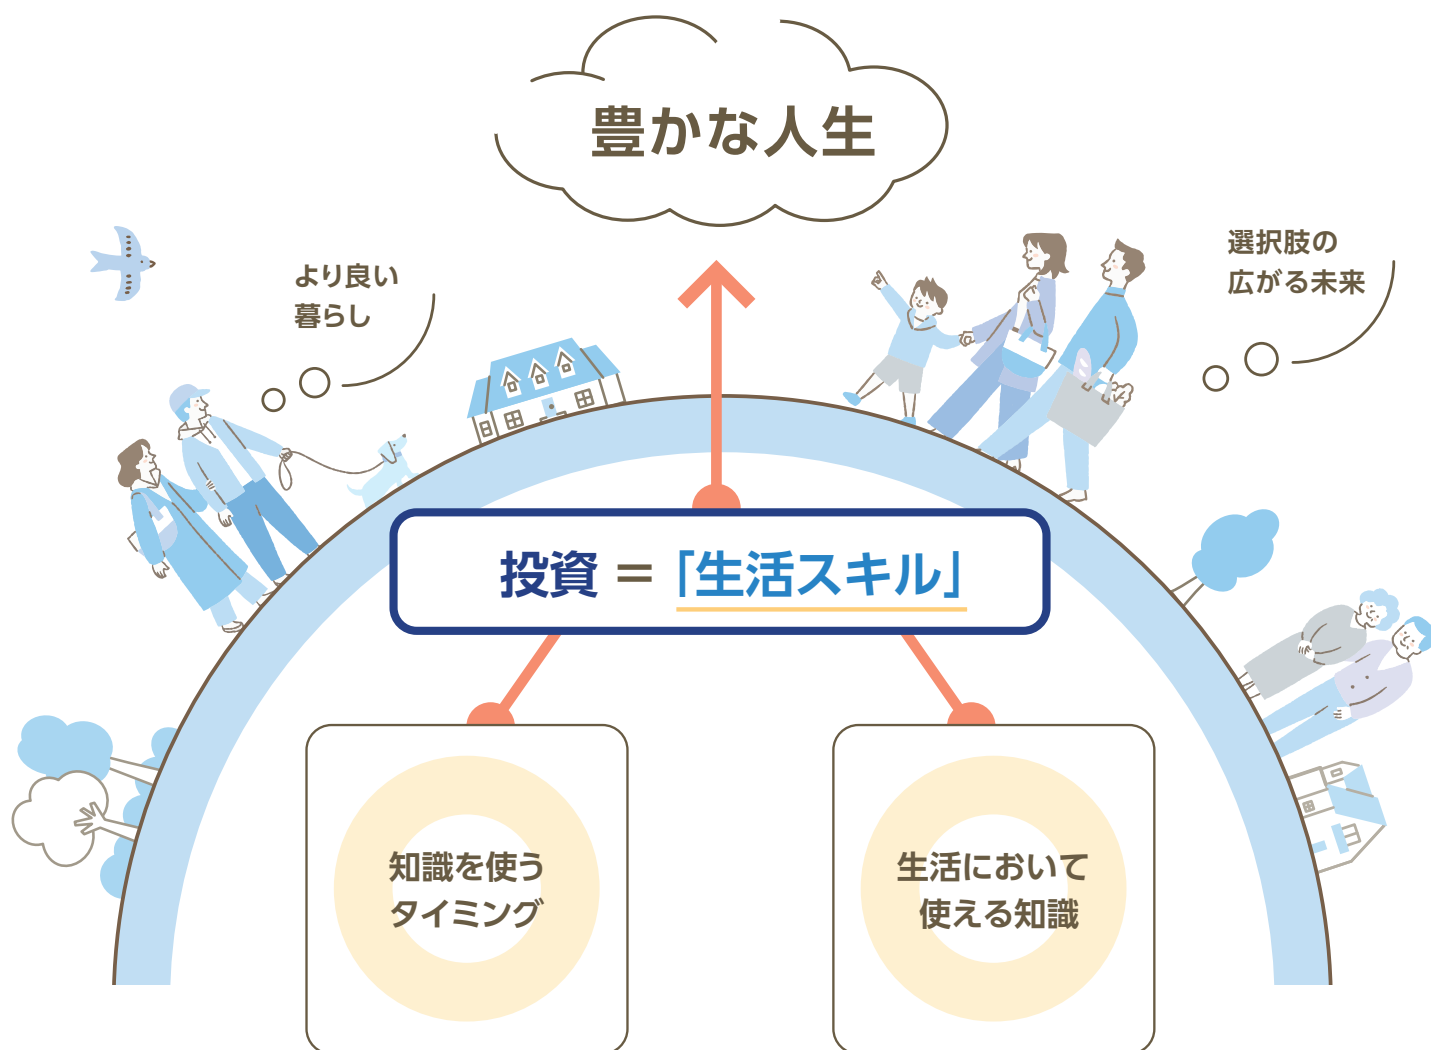 豊かな人生
より良い
暮らし
選択肢の
広がる未来
投資 = 「生活スキル」
知識を使う
タイミング
生活において
使える知識